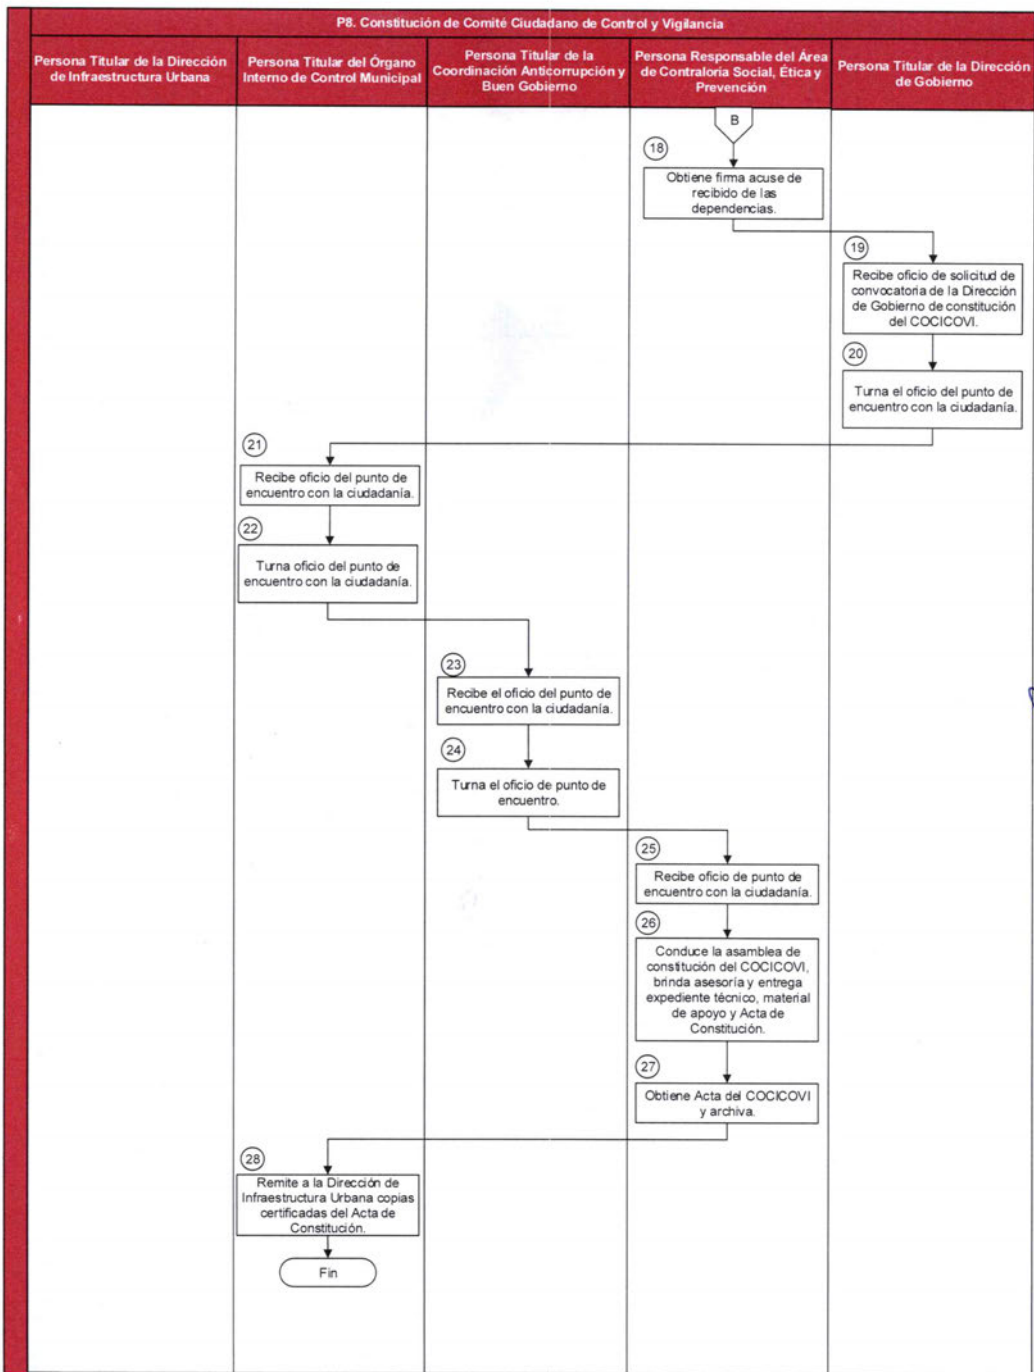 P8. Constitución de Comité Ciudadano de Control y Vigilancia
Persona Titular de la Dirección
de Infraestructura Urbana
Persona Titular del Órgano
Interno de Control Municipal
Persona Titular de la
Coordinación Anticorrupción y
Buen Gobierno
Persona Responsable del Área
de Contraloría Social, Ética y
Prevención
Persona Titular de la Dirección
de Gobierno
B
18
Obtiene firma acuse de
recibido de las
dependencias.
19
Recibe oficio de solicitud de
convocatoria de la Dirección
de Gobierno de constitución
del COCICOVI.
20
Turna el oficio del punto de
encuentro con la ciudadanía.
21
Recibe oficio del punto de
encuentro con la ciudadanía.
22
Turna oficio del punto de
encuentro con la ciudadanía.
23
Recibe el oficio del punto de
encuentro con la ciudadanía.
24
Turna el oficio de punto de
encuentro.
25
Recibe oficio de punto de
encuentro con la ciudadanía.
26
Conduce la asamblea de
constitución del COCICOVI,
brinda asesoría y entrega
expediente técnico, material
de apoyo y Acta de
Constitución.
27
Obtiene Acta del COCICOVI
y archiva.
28
Remite a la Dirección de
Infraestructura Urbana copias
certificadas del Acta de
Constitución.
Fin